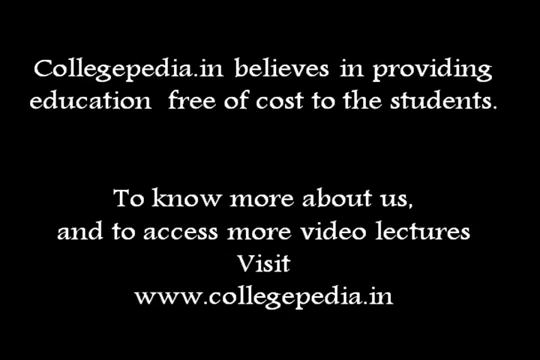 Collegepedia.in believes in providing
education free of cost to the students.
To know more about us,
and to access more video lectures
Visit
www.collegepedia.in